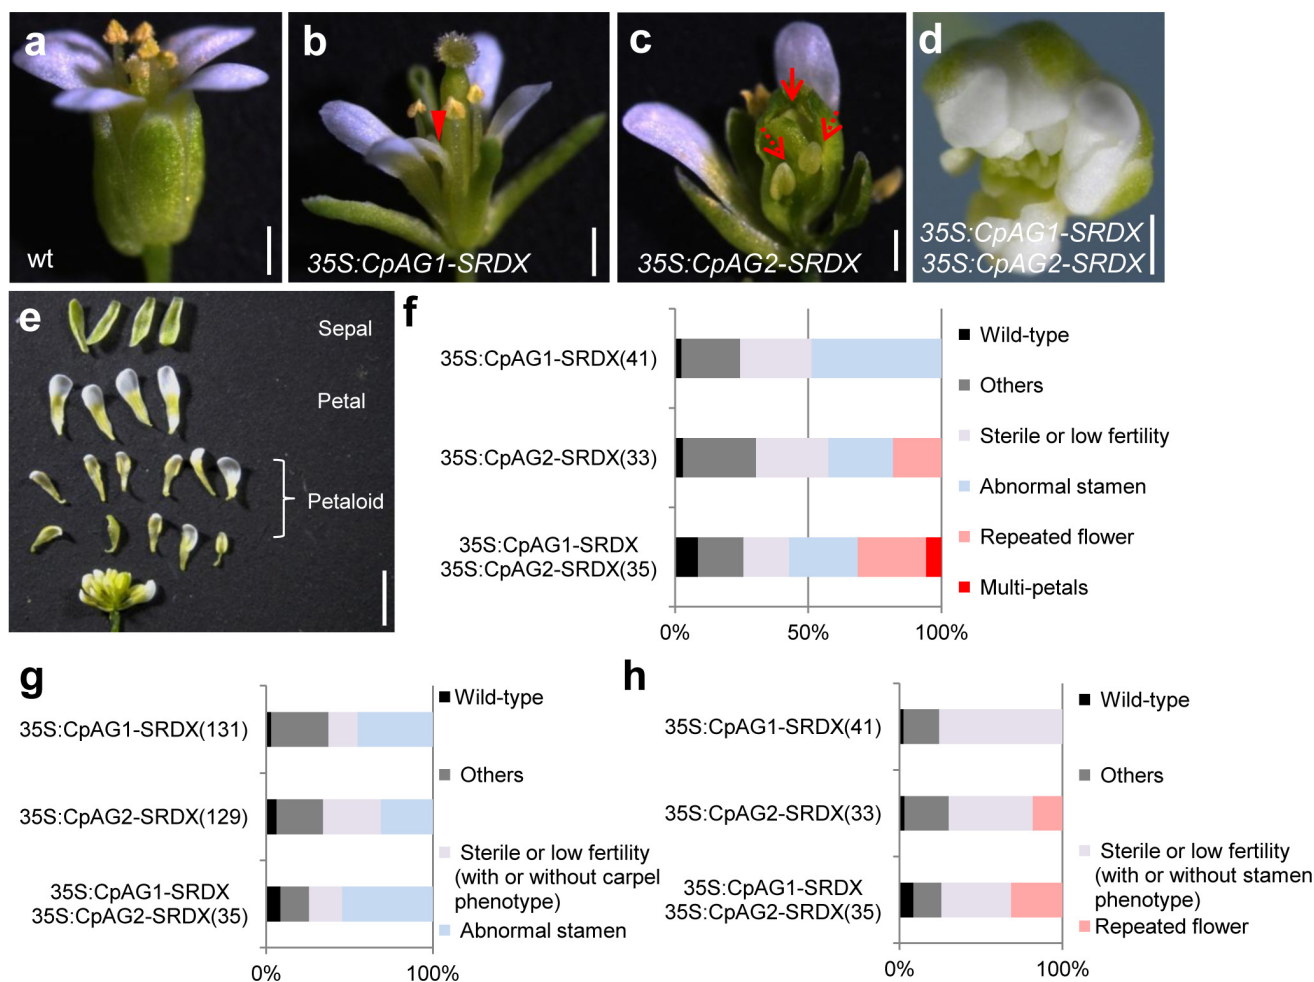 a
wt
b
35S:CpAG1-SRDX
c
35S:CpAG2-SRDX
d
35S:CpAG1-SRDX
35S:CpAG2-SRDX
e
Sepal
Petal
Petaloid
f
35S:CpAG1-SRDX(41)
35S:CpAG2-SRDX(33)
35S:CpAG1-SRDX
35S:CpAG2-SRDX(35)
0%
50%
100%
Wild-type
Others
Sterile or low fertility
Abnormal stamen
Repeated flower
Multi-petals
g
35S:CpAG1-SRDX(131)
35S:CpAG2-SRDX(129)
35S:CpAG1-SRDX
35S:CpAG2-SRDX(35)
0%
100%
Wild-type
Others
Sterile or low fertility
(with or without carpel
phenotype)
Abnormal stamen
h
35S:CpAG1-SRDX(41)
35S:CpAG2-SRDX(33)
35S:CpAG1-SRDX
35S:CpAG2-SRDX(35)
0%
100%
Wild-type
Others
Sterile or low fertility
(with or without stamen
phenotype)
Repeated flower